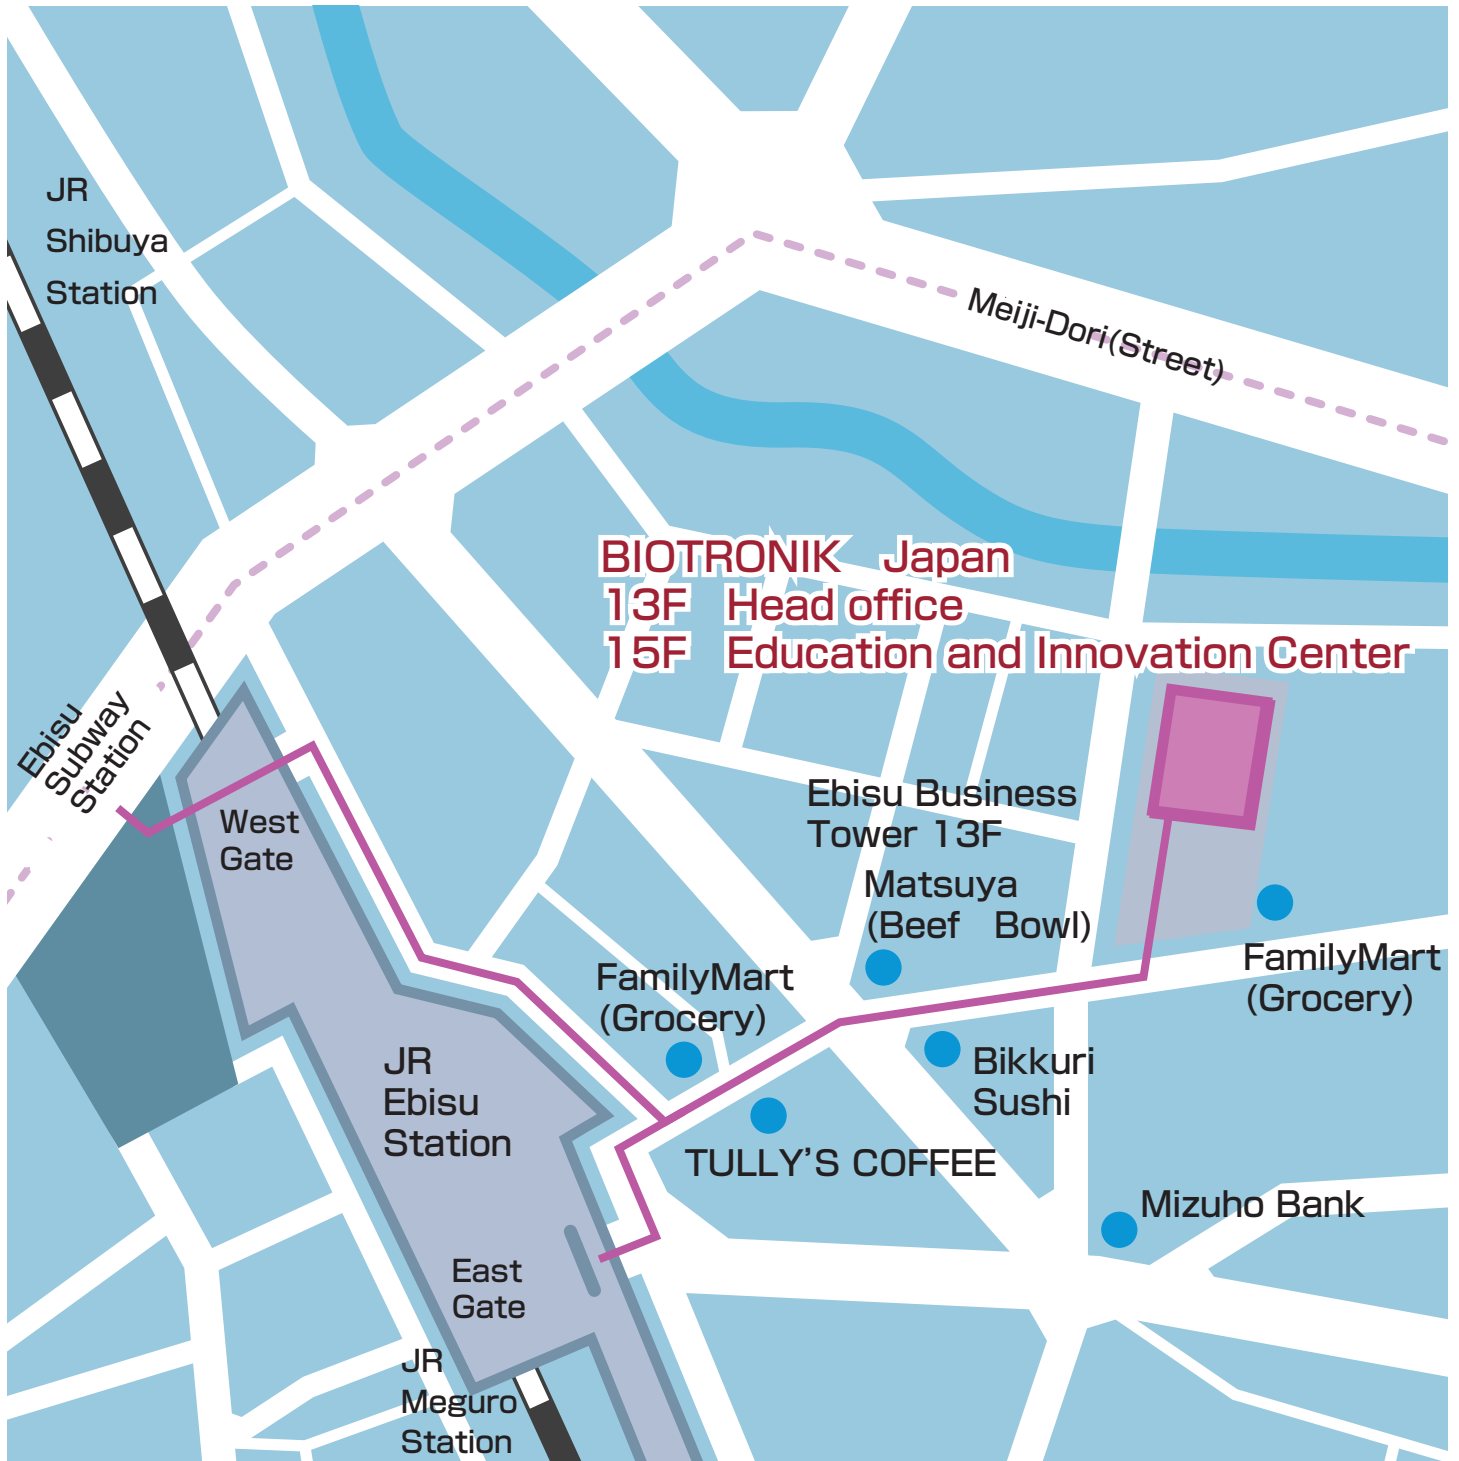 JR
Shibuya
Station
Meiji-Dori(Street)
BIOTRONIK Japan
13F Head office
15F Education and Innovation Center
Ebisu
Subway
Station
West
Gate
Ebisu Business
Tower 13F
Matsuya
(Beef Bowl)
FamilyMart
(Grocery)
FamilyMart
(Grocery)
JR
Ebisu
Station
Bikkuri
Sushi
TULLY'S COFFEE
Mizuho Bank
East
Gate
JR
Meguro
Station